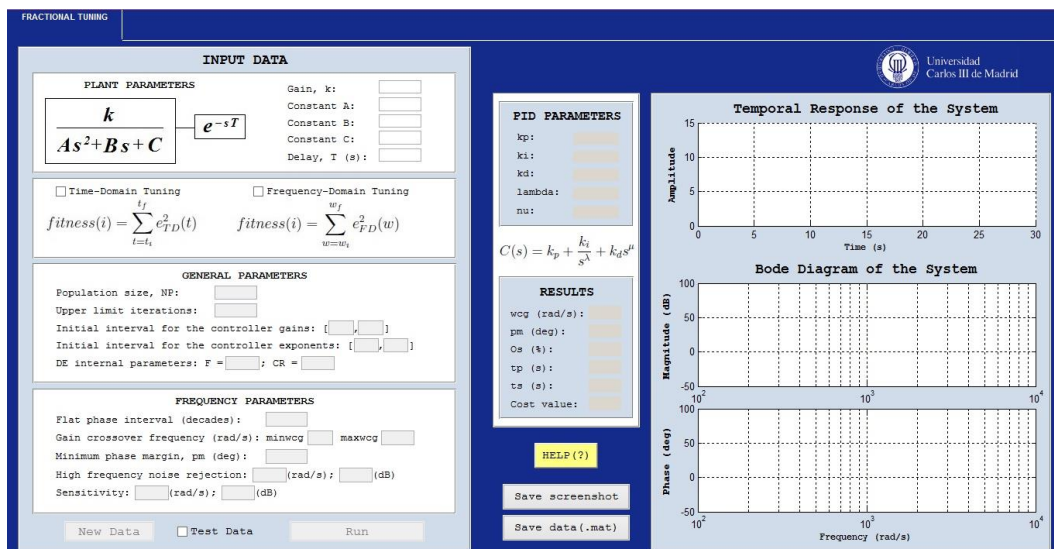 FRACTIONAL TUNING
INPUT DATA
PLANT PARAMETERS
k
As²+Bs+C
e^{-sT}
Gain, k:
Constant A:
Constant B:
Constant C:
Delay, T (s):
Time-Domain Tuning
fitness(i) = \sum_{t=t_i}^{t_f} e_{TD}^2(t)
Frequency-Domain Tuning
fitness(i) = \sum_{w=w_i}^{w_f} e_{FD}^2(w)
GENERAL PARAMETERS
Population size, NP:
Upper limit iterations:
Initial interval for the controller gains: [ , ]
Initial interval for the controller exponents: [ , ]
DE internal parameters: F = ; CR =
FREQUENCY PARAMETERS
Flat phase interval (decades):
Gain crossover frequency (rad/s): minwcg maxwcg
Minimum phase margin, pm (deg):
High frequency noise rejection: (rad/s); (dB)
Sensitivity: (rad/s); (dB)
New Data Test Data Run
PID PARAMETERS
kp:
ki:
kd:
lambda:
nu:
C(s) = k_p + \frac{k_i}{s^λ} + k_d s^μ
RESULTS
wcg (rad/s):
pm (deg):
Os (%):
tp (s):
ts (s):
Cost value:
HELP(?)
Save screenshot
Save data(.mat)
Universidad
Carlos III de Madrid
Temporal Response of the System
Amplitude
15
10
5
0
0 5 10 15 20 25 30
Time (s)
Bode Diagram of the System
Magnitude (dB)
100
50
0
-50
10² 10³ 10⁴
Phase (deg)
100
50
0
-50
10² 10³ 10⁴
Frequency (rad/s)